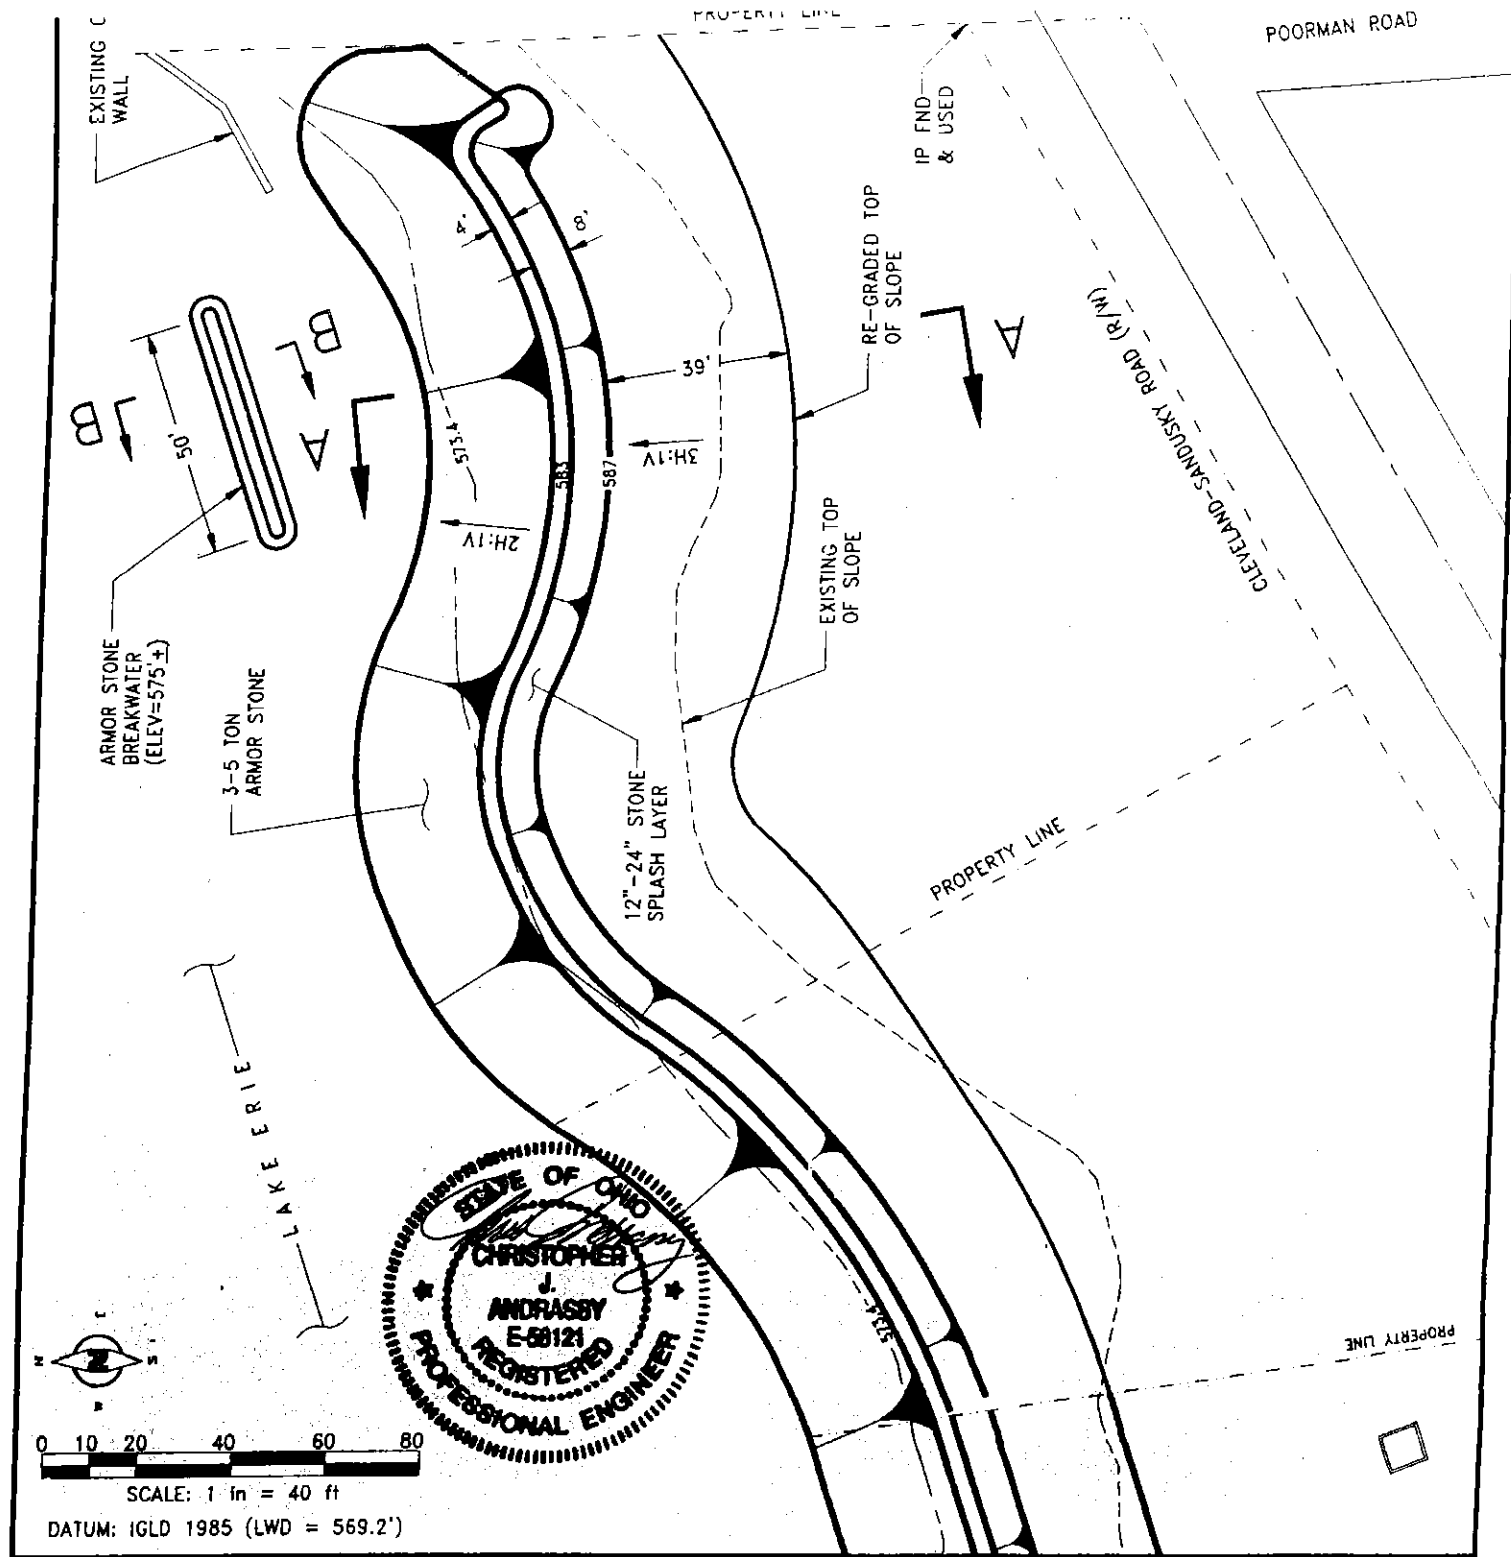 PROPERTY LINE
POORMAN ROAD
EXISTING C
WALL
IP FND
& USED
4'
8'
RE-GRADED TOP
OF SLOPE
CLEVELAND-SANDUSKY ROAD (R/W)
B
B
A
A
39'
50'
573.4
583
587
3H:1V
2H:1V
EXISTING TOP
OF SLOPE
ARMOR STONE
BREAKWATER
(ELEV=575'±)
3-5 TON
ARMOR STONE
12"-24" STONE
SPLASH LAYER
PROPERTY LINE
LAKE ERIE
STATE OF OHIO
CHRISTOPHER
J.
ANDRASBY
E-58121
REGISTERED
PROFESSIONAL ENGINEER
573.4
PROPERTY LINE
N
S
0 10 20 40 60 80
SCALE: 1 in = 40 ft
DATUM: IGLD 1985 (LWD = 569.2')